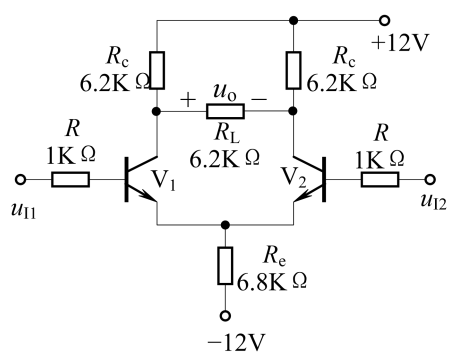 +12V
Rc
6.2KΩ
Rc
6.2KΩ
+ uo −
RL
6.2KΩ
R
1KΩ
R
1KΩ
V1
V2
uI1
uI2
Re
6.8KΩ
−12V